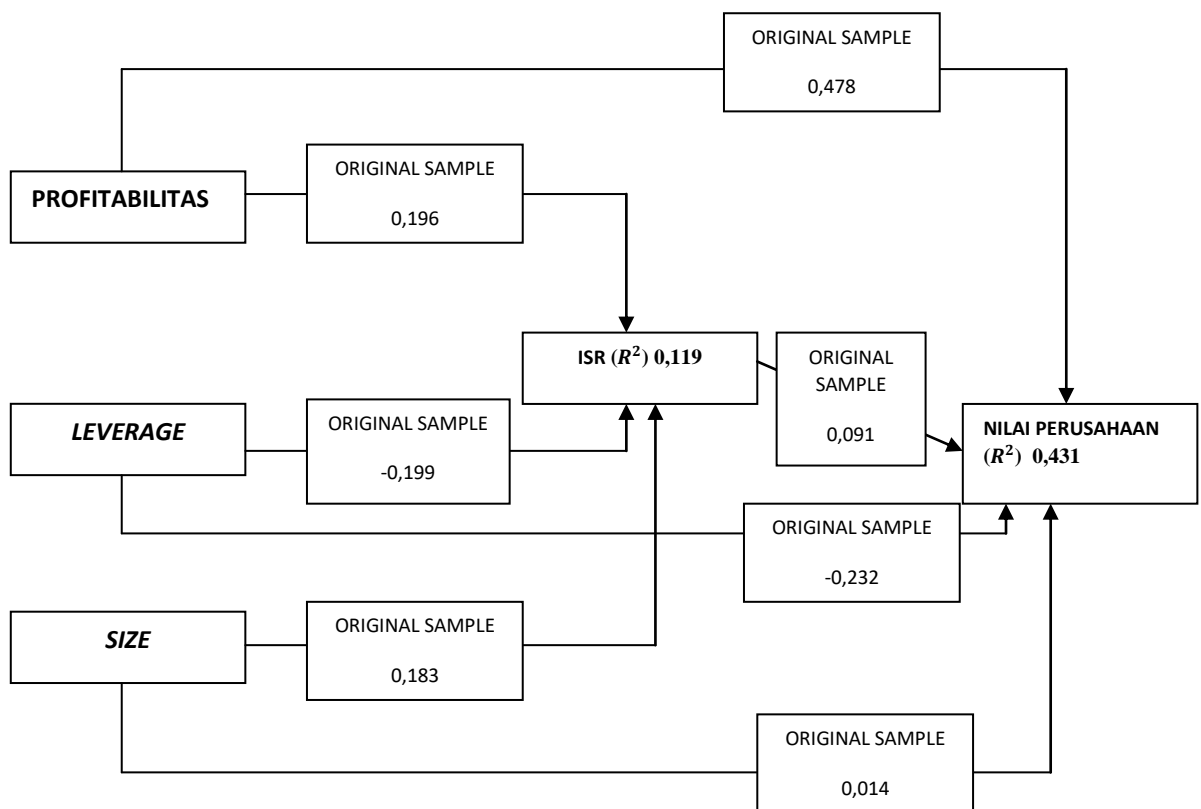 ORIGINAL SAMPLE
0,478
ORIGINAL SAMPLE
0,196
PROFITABILITAS
ISR (R²) 0,119
ORIGINAL
SAMPLE
0,091
LEVERAGE
ORIGINAL SAMPLE
-0,199
NILAI PERUSAHAAN
(R²) 0,431
ORIGINAL SAMPLE
-0,232
SIZE
ORIGINAL SAMPLE
0,183
ORIGINAL SAMPLE
0,014